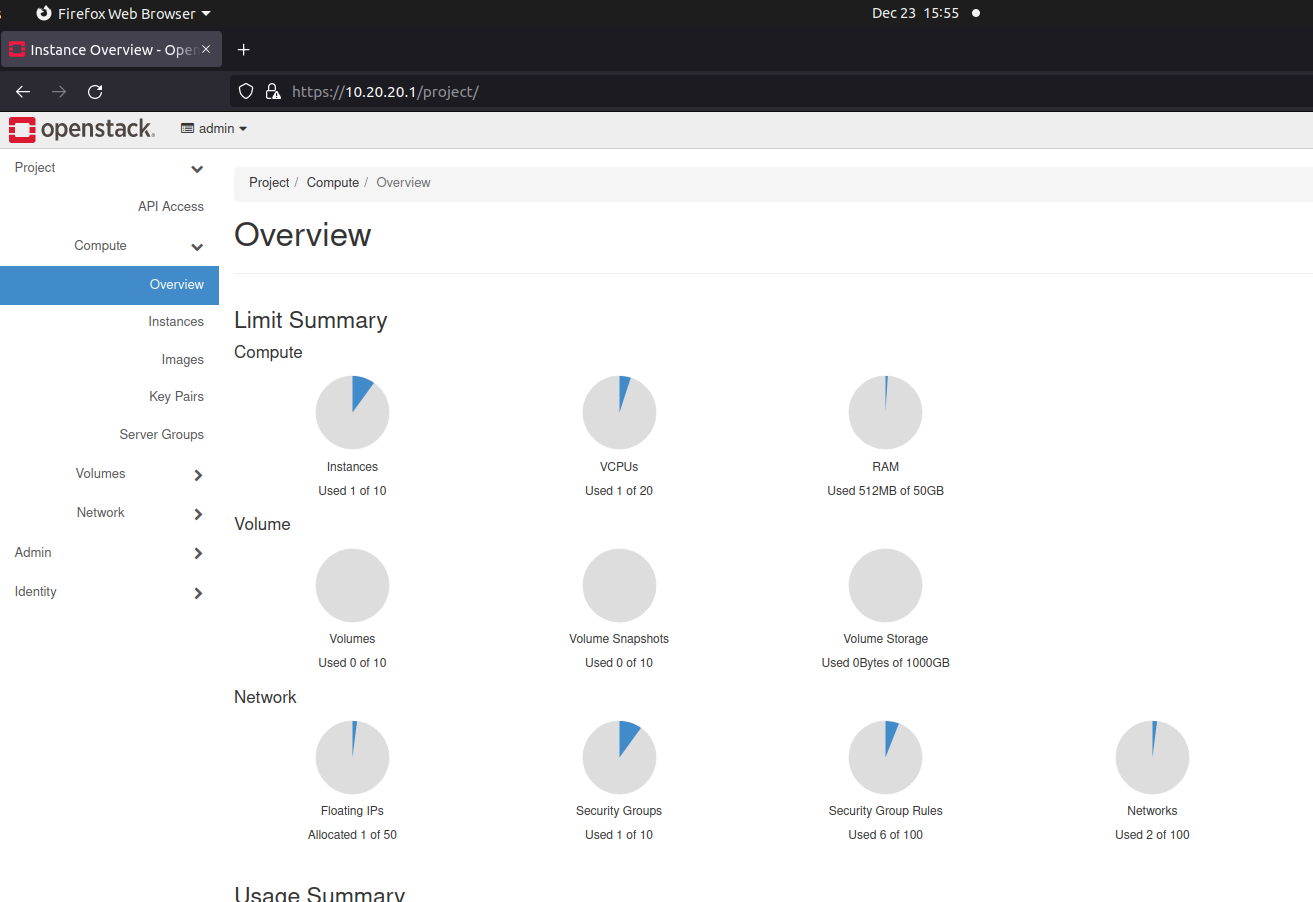 Firefox Web Browser
Dec 23 15:55
Instance Overview - Ope
https://10.20.20.1/project/
openstack.
admin
Project
API Access
Compute
Overview
Instances
Images
Key Pairs
Server Groups
Volumes
Network
Admin
Identity
Project / Compute / Overview
Overview
Limit Summary
Compute
Instances
Used 1 of 10
VCPUs
Used 1 of 20
RAM
Used 512MB of 50GB
Volume
Volumes
Used 0 of 10
Volume Snapshots
Used 0 of 10
Volume Storage
Used 0Bytes of 1000GB
Network
Floating IPs
Allocated 1 of 50
Security Groups
Used 1 of 10
Security Group Rules
Used 6 of 100
Networks
Used 2 of 100
Usage Summary